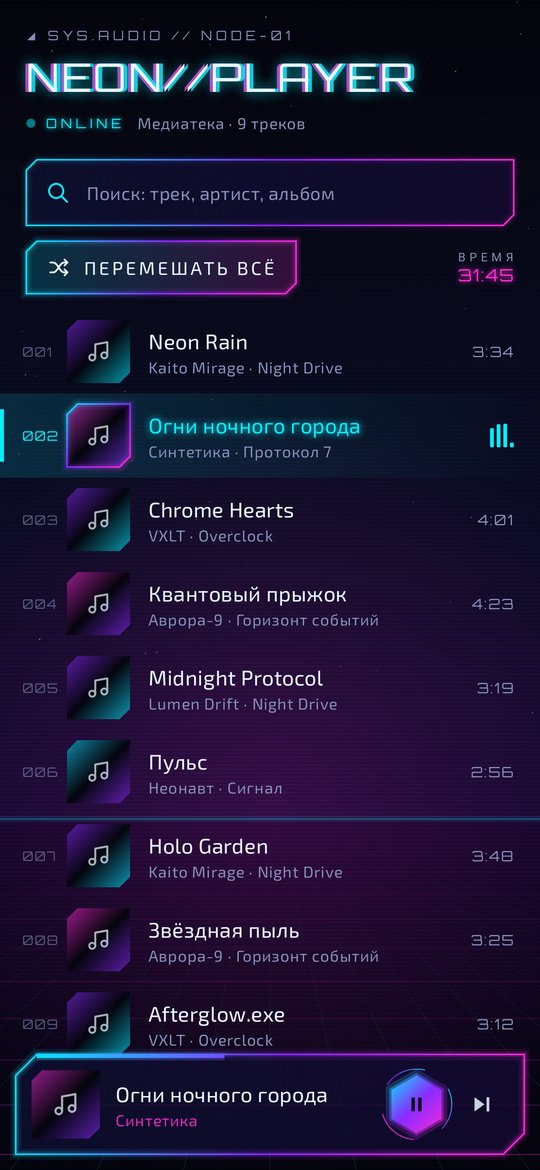 SYS.AUDIO // NODE-01
NEON//PLAYER
ONLINE Медиатека · 9 треков
Поиск: трек, артист, альбом
ПЕРЕМЕШАТЬ ВСЁ
ВРЕМЯ
31:45
001 Neon Rain 3:34
Kaito Mirage · Night Drive
002 Огни ночного города
Синтетика · Протокол 7
003 Chrome Hearts 4:01
VXLT · Overclock
004 Квантовый прыжок 4:23
Аврора-9 · Горизонт событий
005 Midnight Protocol 3:19
Lumen Drift · Night Drive
006 Пульс 2:56
Неонавт · Сигнал
007 Holo Garden 3:48
Kaito Mirage · Night Drive
008 Звёздная пыль 3:25
Аврора-9 · Горизонт событий
009 Afterglow.exe 3:12
VXLT · Overclock
Огни ночного города
Синтетика